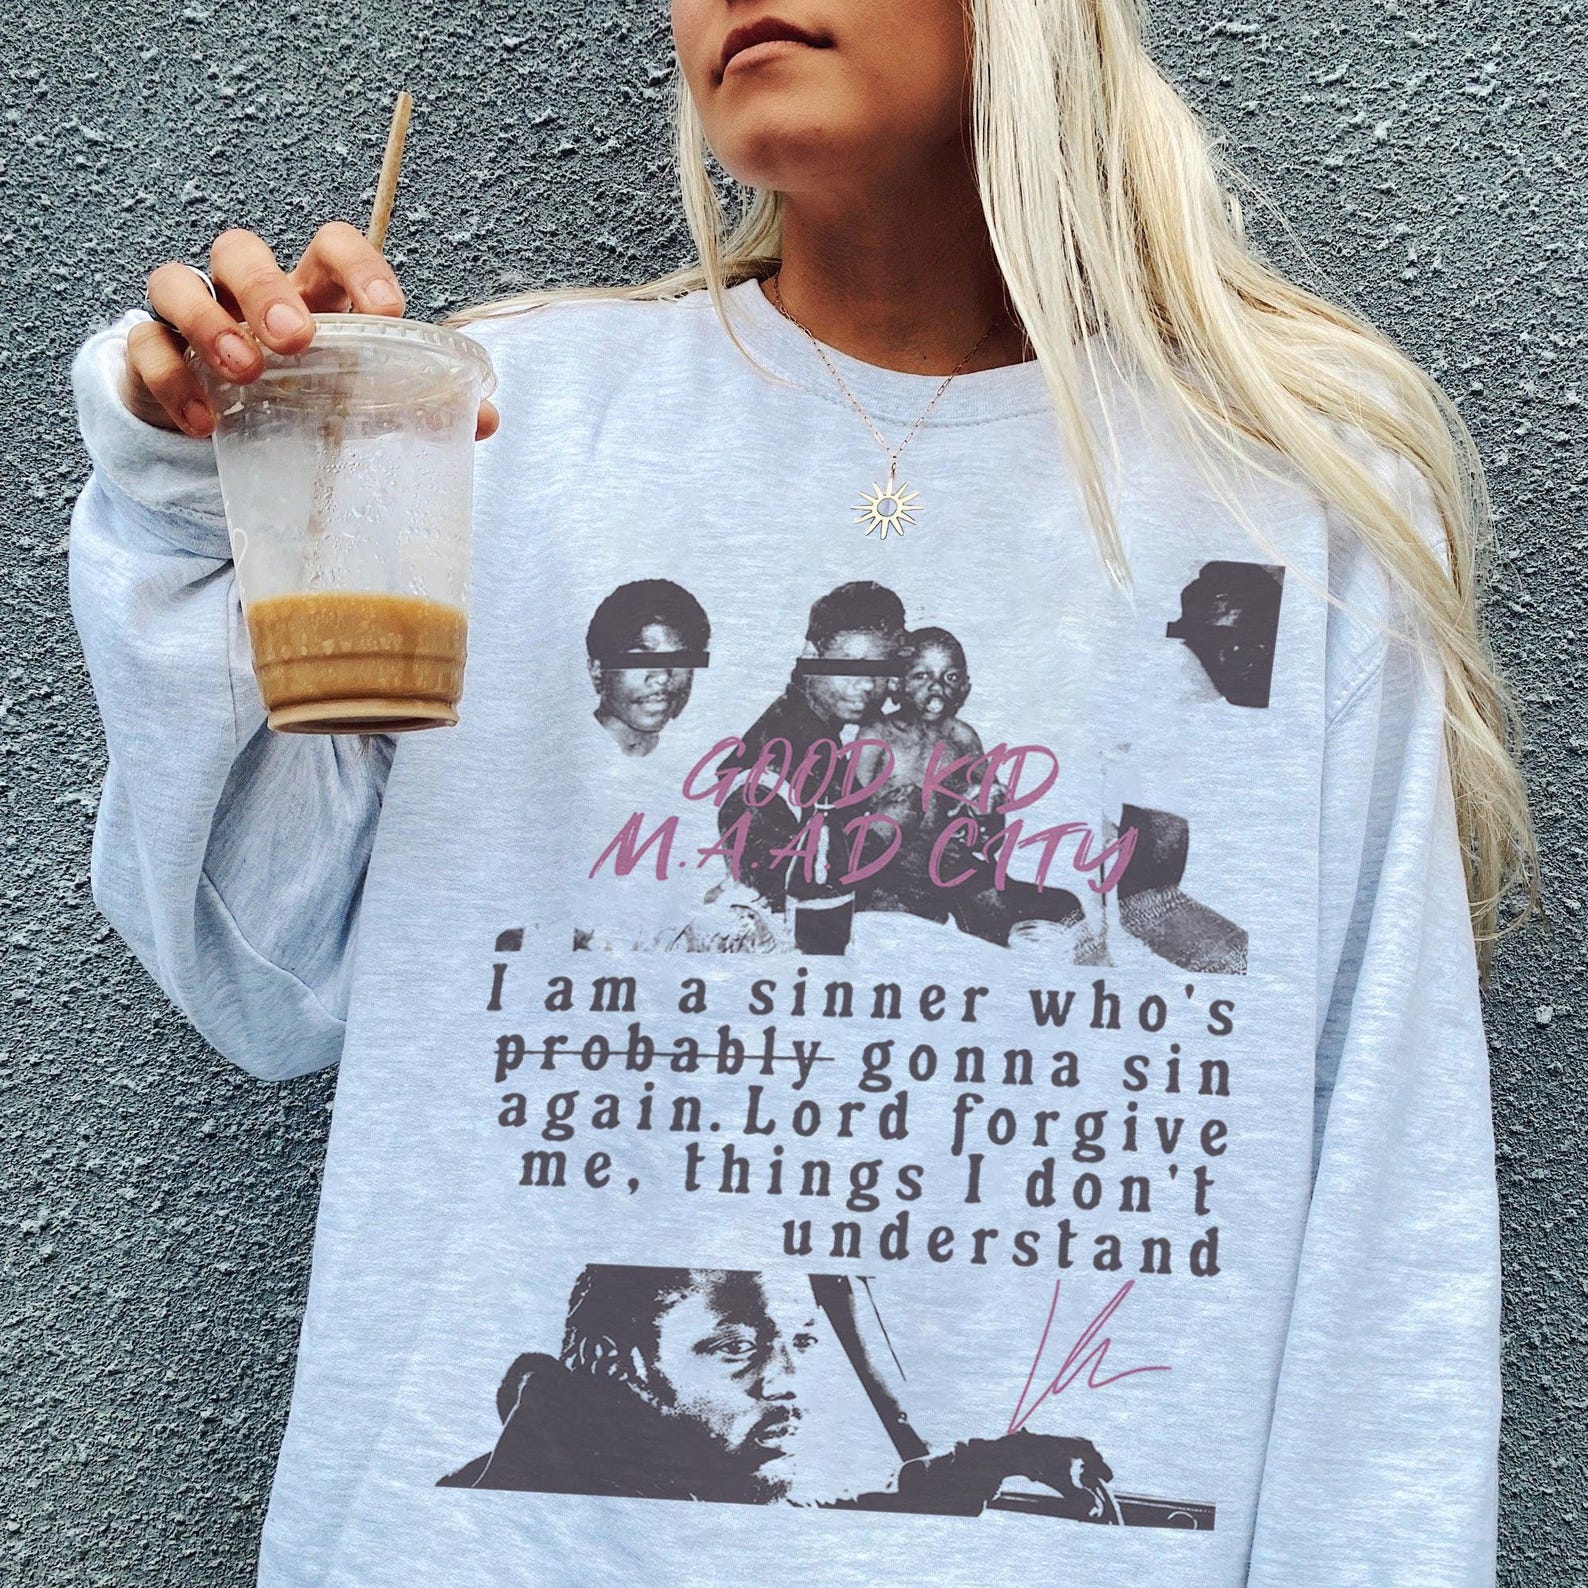 GOOD KID
M.A.A.D CITY
I am a sinner who's
probably gonna sin
again. Lord forgive
me, things I don't
understand